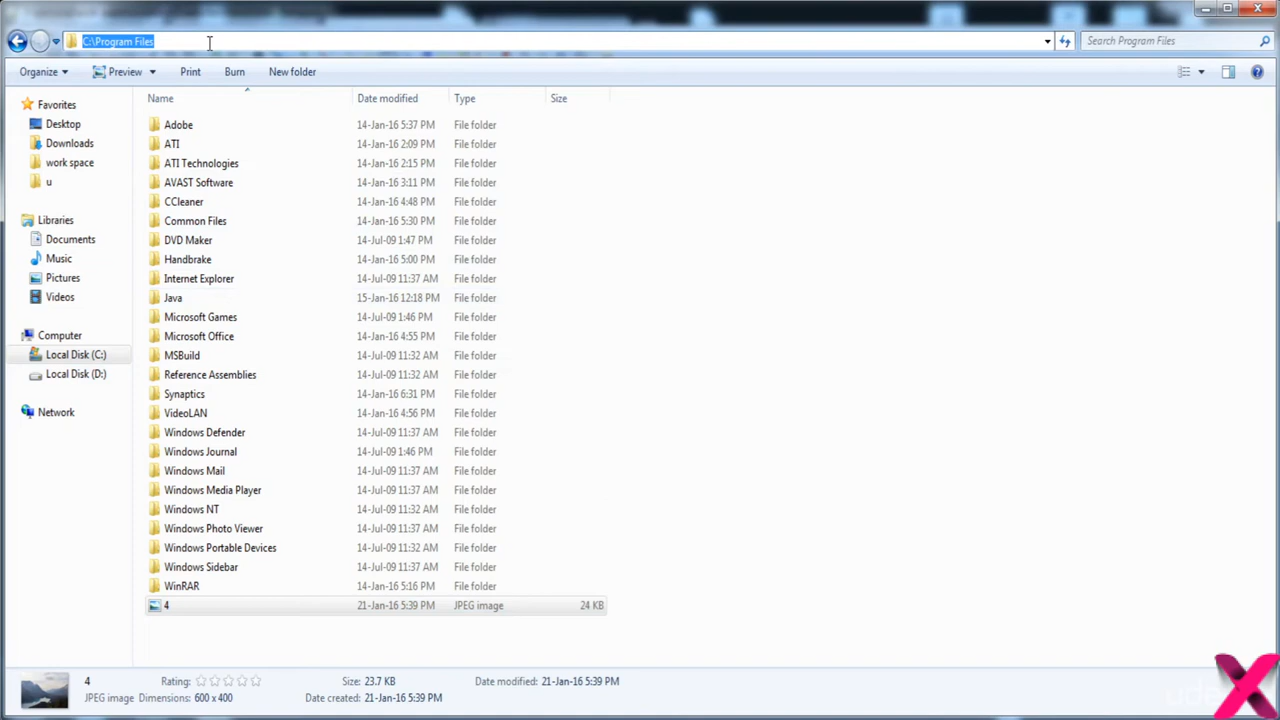 C:\Program Files
Search Program Files
Organize Preview Print Burn New folder
Name Date modified Type Size
Favorites
Desktop
Downloads
work space
u
Libraries
Documents
Music
Pictures
Videos
Computer
Local Disk (C:)
Local Disk (D:)
Network
Adobe 14-Jan-16 5:37 PM File folder
ATI 14-Jan-16 2:09 PM File folder
ATI Technologies 14-Jan-16 2:15 PM File folder
AVAST Software 14-Jan-16 3:11 PM File folder
CCleaner 14-Jan-16 4:48 PM File folder
Common Files 14-Jan-16 5:30 PM File folder
DVD Maker 14-Jul-09 1:47 PM File folder
Handbrake 14-Jan-16 5:00 PM File folder
Internet Explorer 14-Jul-09 11:37 AM File folder
Java 15-Jan-16 12:18 PM File folder
Microsoft Games 14-Jul-09 1:46 PM File folder
Microsoft Office 14-Jan-16 4:55 PM File folder
MSBuild 14-Jul-09 11:32 AM File folder
Reference Assemblies 14-Jul-09 11:32 AM File folder
Synaptics 14-Jan-16 6:31 PM File folder
VideoLAN 14-Jan-16 4:56 PM File folder
Windows Defender 14-Jul-09 11:37 AM File folder
Windows Journal 14-Jul-09 1:46 PM File folder
Windows Mail 14-Jul-09 11:37 AM File folder
Windows Media Player 14-Jul-09 11:37 AM File folder
Windows NT 14-Jul-09 11:32 AM File folder
Windows Photo Viewer 14-Jul-09 11:37 AM File folder
Windows Portable Devices 14-Jul-09 11:32 AM File folder
Windows Sidebar 14-Jul-09 11:37 AM File folder
WinRAR 14-Jan-16 5:16 PM File folder
4 21-Jan-16 5:39 PM JPEG image 24 KB
4 Rating: Size: 23.7 KB Date modified: 21-Jan-16 5:39 PM
JPEG image Dimensions: 600 x 400 Date created: 21-Jan-16 5:39 PM